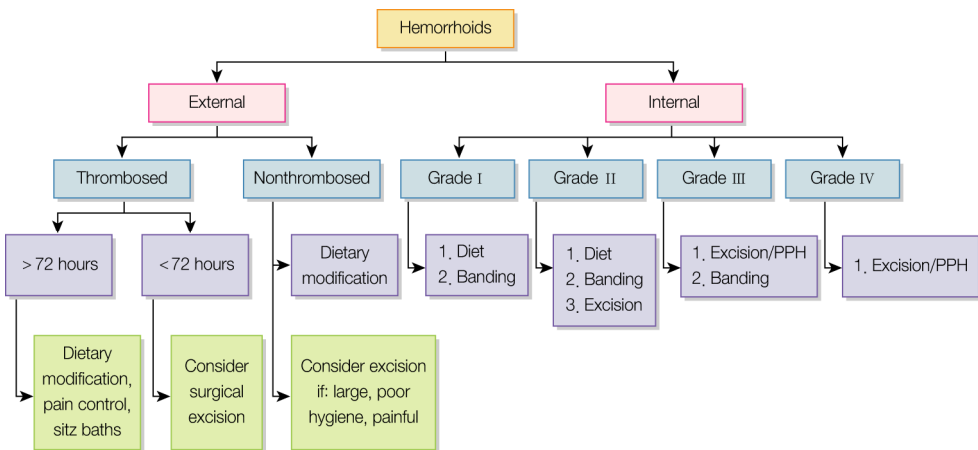 Hemorrhoids
External
Internal
Thrombosed
Nonthrombosed
Grade I
Grade II
Grade III
Grade IV
> 72 hours
< 72 hours
Dietary
modification
1. Diet
2. Banding
1. Diet
2. Banding
3. Excision
1. Excision/PPH
2. Banding
1. Excision/PPH
Dietary
modification,
pain control,
sitz baths
Consider
surgical
excision
Consider excision
if: large, poor
hygiene, painful